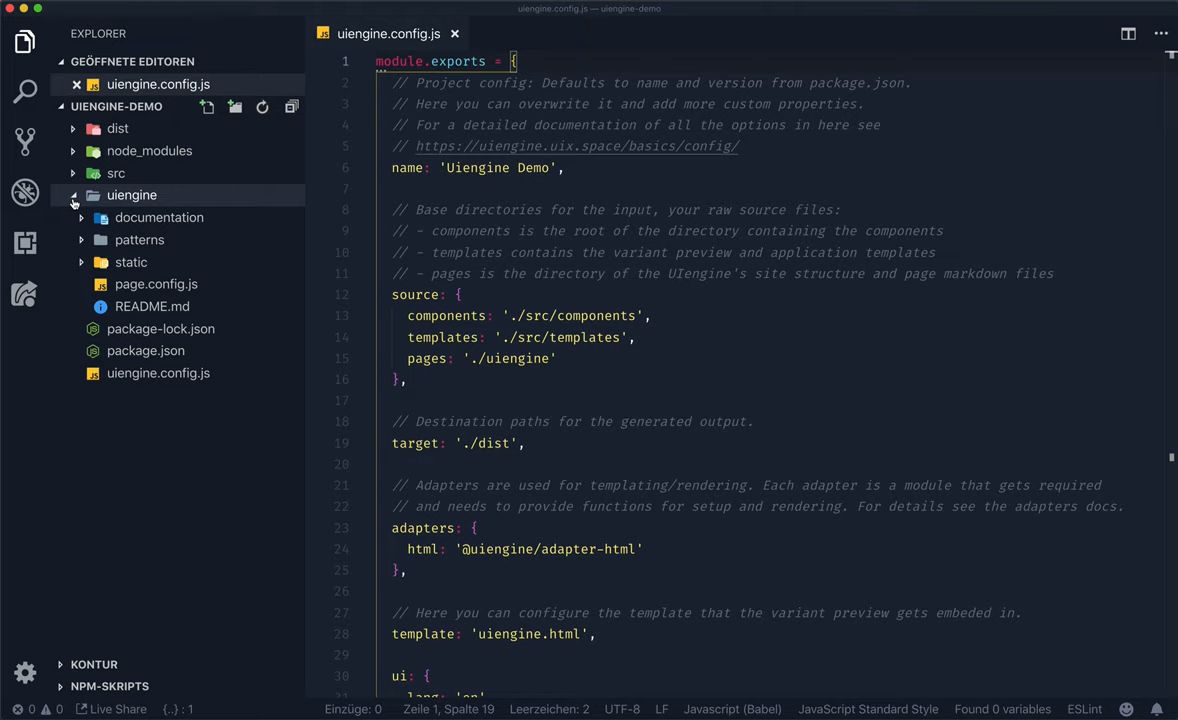 uiengine.config.js — uiengine-demo
EXPLORER
GEÖFFNETE EDITOREN
uiengine.config.js
UIENGINE-DEMO
dist
node_modules
src
uiengine
documentation
patterns
static
page.config.js
README.md
package-lock.json
package.json
uiengine.config.js
KONTUR
NPM-SKRIPTS
uiengine.config.js
1 module.exports = {
2 // Project config: Defaults to name and version from package.json.
3 // Here you can overwrite it and add more custom properties.
4 // For a detailed documentation of all the options in here see
5 // https://uiengine.uix.space/basics/config/
6 name: 'Uiengine Demo',
7
8 // Base directories for the input, your raw source files:
9 // - components is the root of the directory containing the components
10 // - templates contains the variant preview and application templates
11 // - pages is the directory of the UIengine's site structure and page markdown files
12 source: {
13 components: './src/components',
14 templates: './src/templates',
15 pages: './uiengine'
16 },
17
18 // Destination paths for the generated output.
19 target: './dist',
20
21 // Adapters are used for templating/rendering. Each adapter is a module that gets required
22 // and needs to provide functions for setup and rendering. For details see the adapters docs.
23 adapters: {
24 html: '@uiengine/adapter-html'
25 },
26
27 // Here you can configure the template that the variant preview gets embeded in.
28 template: 'uiengine.html',
29
30 ui: {
31 lang: 'en'
0 0 Live Share {..} : 1 Einzüge: 0 Zeile 1, Spalte 19 Leerzeichen: 2 UTF-8 LF Javascript (Babel) JavaScript Standard Style Found 0 variables ESLint